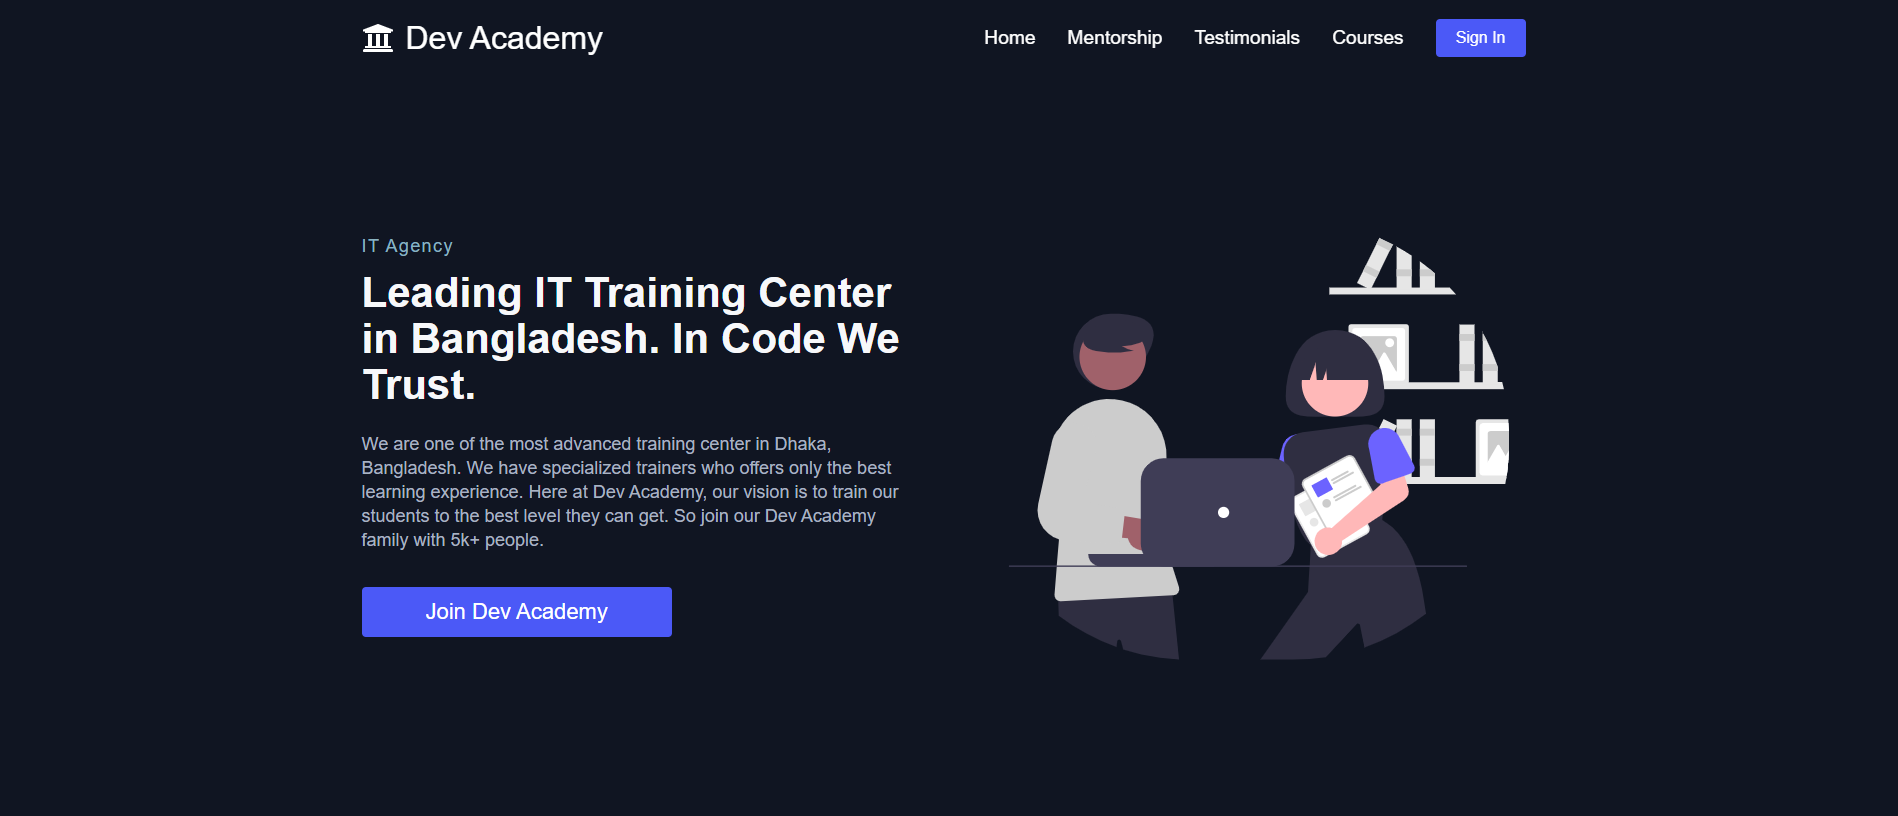 Dev Academy
Home Mentorship Testimonials Courses Sign In
IT Agency
Leading IT Training Center
in Bangladesh. In Code We
Trust.
We are one of the most advanced training center in Dhaka,
Bangladesh. We have specialized trainers who offers only the best
learning experience. Here at Dev Academy, our vision is to train our
students to the best level they can get. So join our Dev Academy
family with 5k+ people.
Join Dev Academy